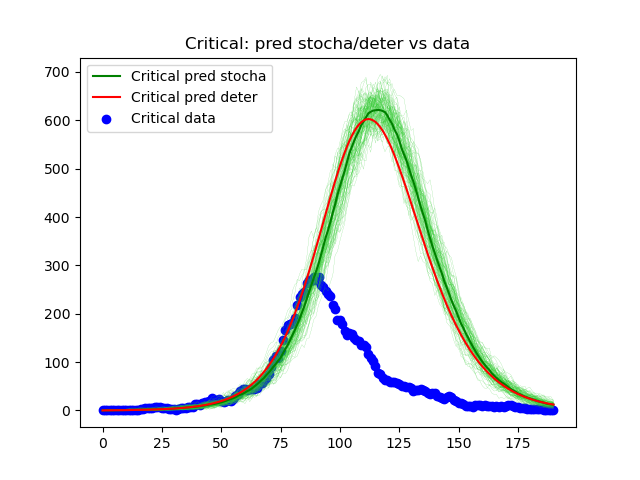 Critical: pred stocha/deter vs data
Critical pred stocha
Critical pred deter
Critical data
700
600
500
400
300
200
100
0
0 25 50 75 100 125 150 175